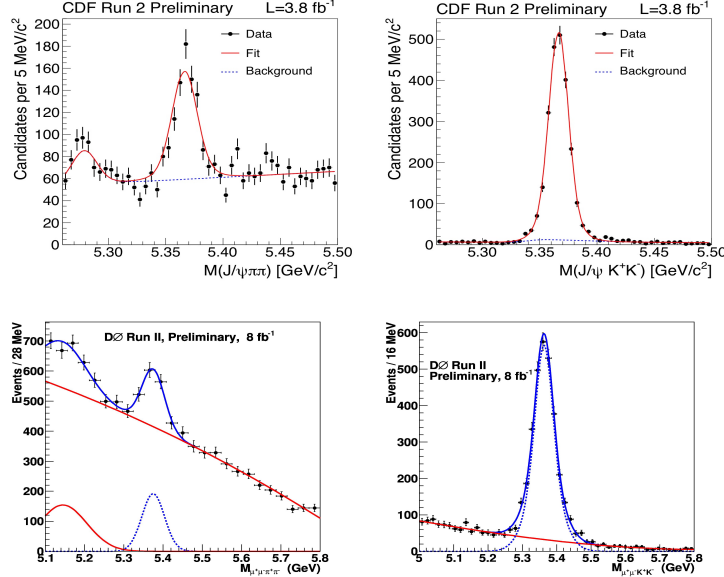 CDF Run 2 Preliminary L=3.8 fb⁻¹
Candidates per 5 MeV/c²
200
180
160
140
120
100
80
60
40
20
0
Data
Fit
Background
5.30 5.35 5.40 5.45 5.50
M(J/ψππ) [GeV/c²]
CDF Run 2 Preliminary L=3.8 fb⁻¹
Candidates per 5 MeV/c²
500
400
300
200
100
0
Data
Fit
Background
5.30 5.35 5.40 5.45 5.50
M(J/ψ K⁺K⁻) [GeV/c²]
Events / 28 MeV
DØ Run II, Preliminary, 8 fb⁻¹
700
600
500
400
300
200
100
0
5.1 5.2 5.3 5.4 5.5 5.6 5.7 5.8
M μ⁺μ⁻π⁺π⁻ (GeV)
Events / 16 MeV
DØ Run II
Preliminary, 8 fb⁻¹
600
500
400
300
200
100
0
5 5.1 5.2 5.3 5.4 5.5 5.6 5.7 5.8
M μ⁺μ⁻K⁺K⁻ (GeV)